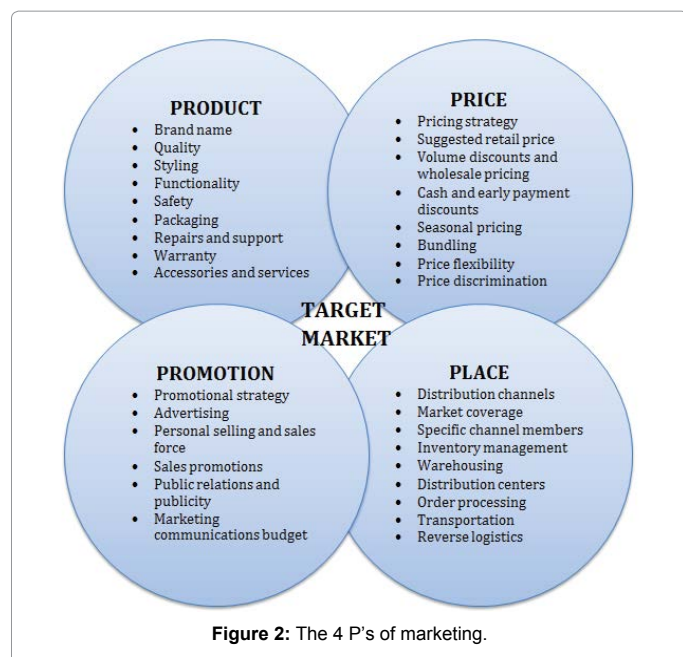 PRODUCT
• Brand name
• Quality
• Styling
• Functionality
• Safety
• Packaging
• Repairs and support
• Warranty
• Accessories and services
PRICE
• Pricing strategy
• Suggested retail price
• Volume discounts and
wholesale pricing
• Cash and early payment
discounts
• Seasonal pricing
• Bundling
• Price flexibility
• Price discrimination
TARGET
MARKET
PROMOTION
• Promotional strategy
• Advertising
• Personal selling and sales
force
• Sales promotions
• Public relations and
publicity
• Marketing
communications budget
PLACE
• Distribution channels
• Market coverage
• Specific channel members
• Inventory management
• Warehousing
• Distribution centers
• Order processing
• Transportation
• Reverse logistics
Figure 2: The 4 P's of marketing.